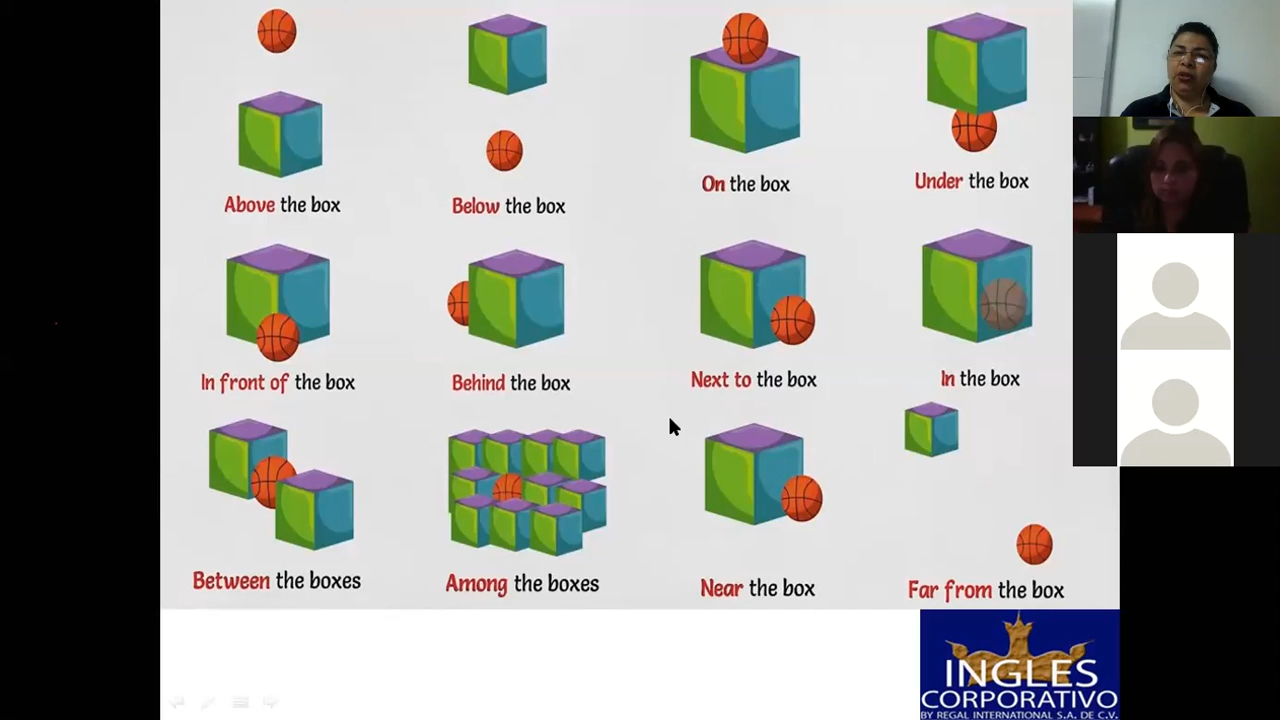 Above the box
Below the box
On the box
Under the box
In front of the box
Behind the box
Next to the box
In the box
Between the boxes
Among the boxes
Near the box
Far from the box
INGLES
CORPORATIVO
BY REGAL INTERNATIONAL S.A. DE C.V.